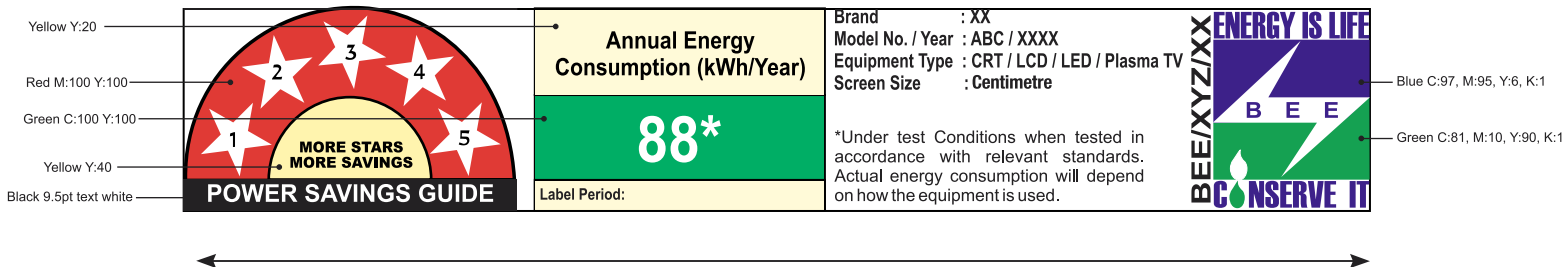 Yellow Y:20
Red M:100 Y:100
Green C:100 Y:100
Yellow Y:40
Black 9.5pt text white
1
2
3
4
5
MORE STARS
MORE SAVINGS
POWER SAVINGS GUIDE
Annual Energy
Consumption (kWh/Year)
88*
Label Period:
Brand : XX
Model No. / Year : ABC / XXXX
Equipment Type : CRT / LCD / LED / Plasma TV
Screen Size : Centimetre
*Under test Conditions when tested in
accordance with relevant standards.
Actual energy consumption will depend
on how the equipment is used.
BEE/XYZ/XX
ENERGY IS LIFE
B E E
CONSERVE IT
Blue C:97, M:95, Y:6, K:1
Green C:81, M:10, Y:90, K:1